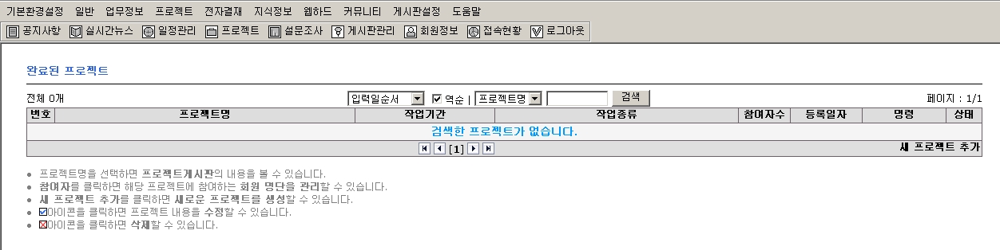 기본환경설정 일반 업무정보 프로젝트 전자결재 지식정보 웹하드 커뮤니티 게시판설정 도움말
공지사항 실시간뉴스 일정관리 프로젝트 설문조사 게시판관리 회원정보 접속현황 로그아웃
완료된 프로젝트
전체 0개 입력일순서 역순 | 프로젝트명 검색 페이지 : 1/1
번호 프로젝트명 작업기간 작업종류 참여자수 등록일자 명령 상태
검색한 프로젝트가 없습니다.
[1] 새 프로젝트 추가
• 프로젝트명을 선택하면 프로젝트게시판의 내용을 볼 수 있습니다.
• 참여자를 클릭하면 해당 프로젝트에 참여하는 회원 명단을 관리할 수 있습니다.
• 새 프로젝트 추가를 클릭하면 새로운 프로젝트를 생성할 수 있습니다.
• 아이콘을 클릭하면 프로젝트 내용을 수정할 수 있습니다.
• 아이콘을 클릭하면 삭제할 수 있습니다.